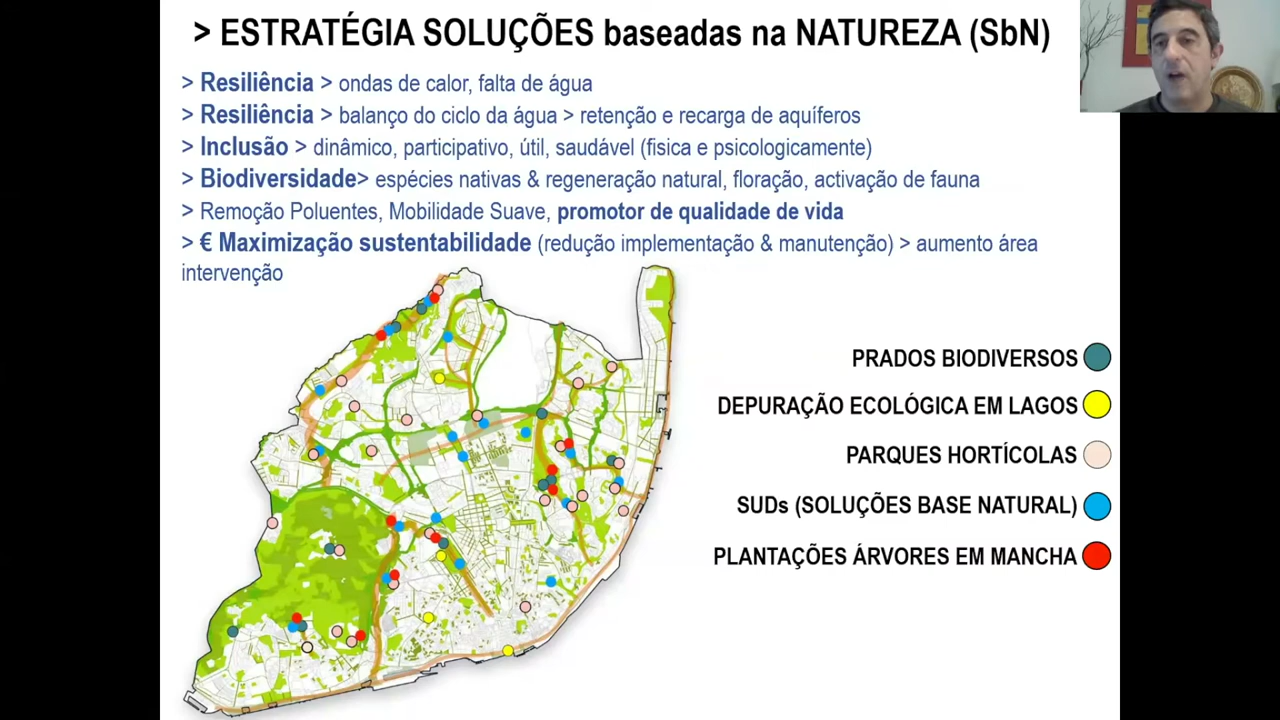 > ESTRATÉGIA SOLUÇÕES baseadas na NATUREZA (SbN)
> Resiliência > ondas de calor, falta de água
> Resiliência > balanço do ciclo da água > retenção e recarga de aquíferos
> Inclusão > dinâmico, participativo, útil, saudável (fisica e psicologicamente)
> Biodiversidade> espécies nativas & regeneração natural, floração, activação de fauna
> Remoção Poluentes, Mobilidade Suave, promotor de qualidade de vida
> € Maximização sustentabilidade (redução implementação & manutenção) > aumento área
intervenção
PRADOS BIODIVERSOS
DEPURAÇÃO ECOLÓGICA EM LAGOS
PARQUES HORTÍCOLAS
SUDs (SOLUÇÕES BASE NATURAL)
PLANTAÇÕES ÁRVORES EM MANCHA